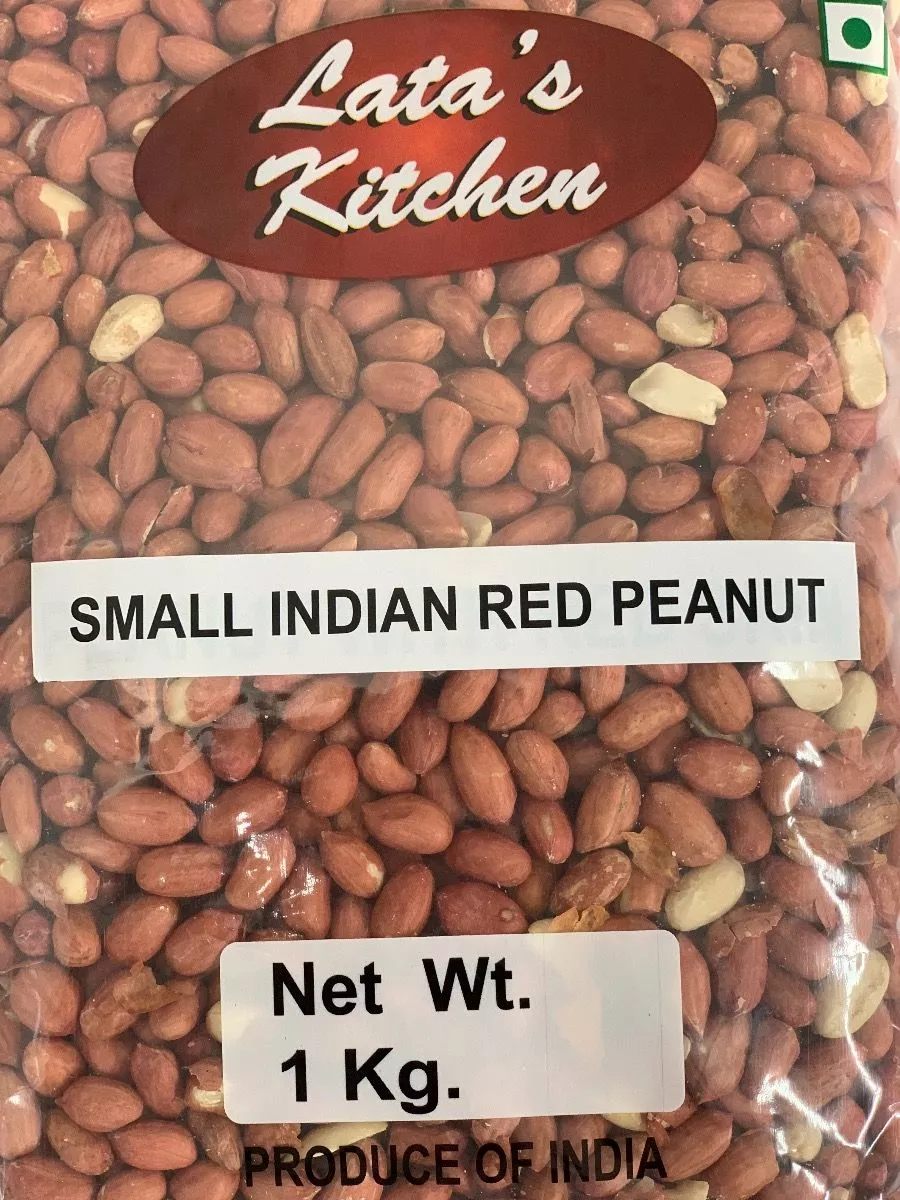 Lata's
Kitchen
SMALL INDIAN RED PEANUT
Net Wt.
1 Kg.
PRODUCE OF INDIA